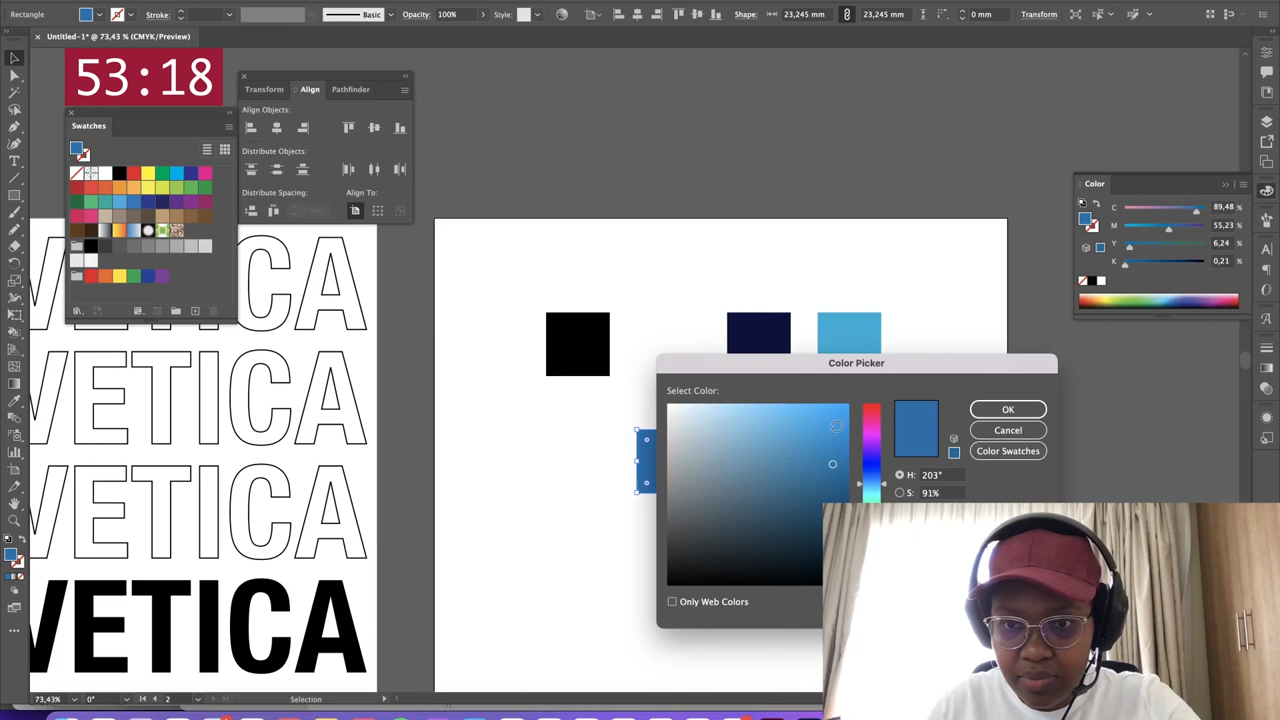 Rectangle Stroke: Basic Opacity: 100% Style: Shape: 23,245 mm 23,245 mm 0 mm Transform
× Untitled-1* @ 73,43 % (CMYK/Preview)
53:18
Transform Align Pathfinder
Align Objects:
Distribute Objects:
Distribute Spacing: Align To:
0 mm
Swatches
Color
C 89,48 %
M 55,23 %
Y 6,24 %
K 0,21 %
VETICA
VETICA
VETICA
VETICA
Color Picker
Select Color:
OK
Cancel
Color Swatches
H: 203°
S: 91%
Only Web Colors
73,43% 0° 2 Selection